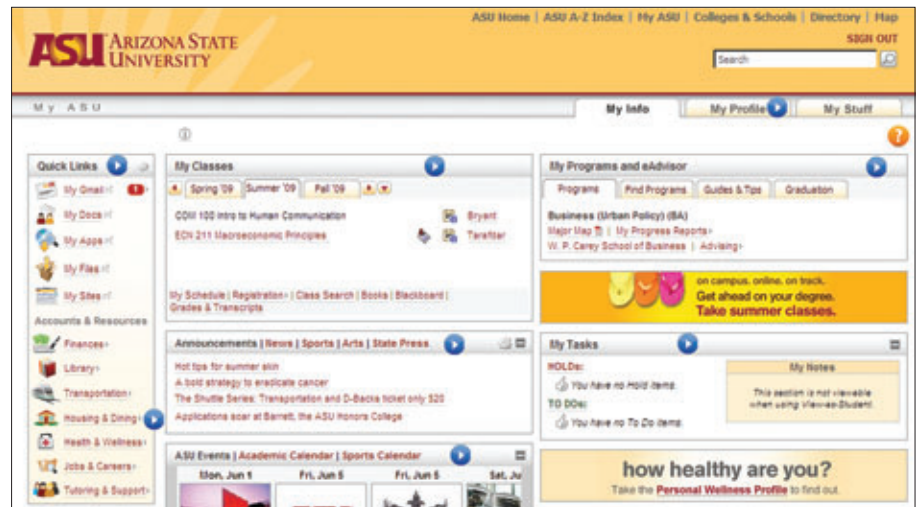 ASU Home | ASU A-Z Index | My ASU | Colleges & Schools | Directory | Map
SIGN OUT
ASU ARIZONA STATE
UNIVERSITY
Search
My ASU
My Info
My Profile
My Stuff
Quick Links
My Gmail
My Docs
My Apps
My Files
My Sites
Accounts & Resources
Finances
Library
Transportation
Housing & Dining
Health & Wellness
Jobs & Careers
Tutoring & Support
My Classes
Spring '09
Summer '09
Fall '09
COM 100 Intro to Human Communication
Bryant
ECN 211 Macroeconomic Principles
My Schedule | Registration | Class Search | Books | Blackboard |
Grades & Transcripts
Announcements | News | Sports | Arts | State Press
Hot tips for summer skin
A bold strategy to eradicate cancer
The Shuttle Series: Transportation and D-Backs ticket only $20
Applications soar at Barrett, the ASU Honors College
ASU Events | Academic Calendar | Sports Calendar
Mon, Jun 1
Fri, Jun 5
Fri, Jun 5
Sat, Ju
My Programs and eAdvisor
Programs
Find Programs
Guides & Tips
Graduation
Business (Urban Policy) (BA)
Major Map | My Progress Reports
W. P. Carey School of Business | Advising
on campus. online. on track.
Get ahead on your degree.
Take summer classes.
My Tasks
HOLDs:
You have no Hold items.
TO DOs:
You have no To Do items.
My Notes
This section is not viewable
when using View-as-Student.
how healthy are you?
Take the Personal Wellness Profile to find out.